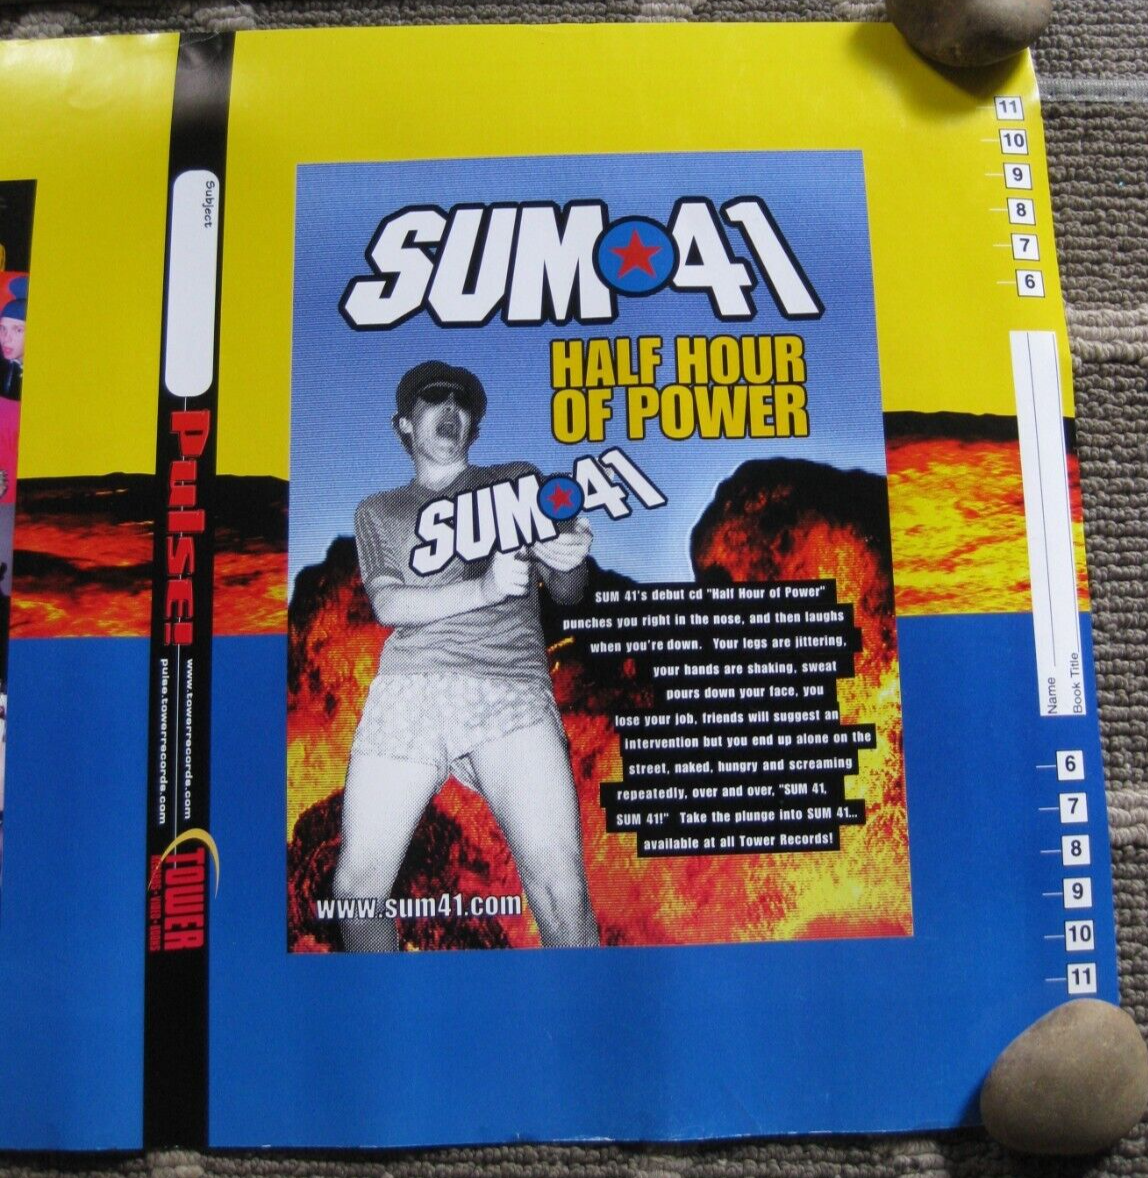 Subject
Pulse!
www.towerrecords.com
pulse.towerrecords.com
TOWER
SUM 41
HALF HOUR
OF POWER
SUM 41
SUM 41's debut cd "Half Hour of Power"
punches you right in the nose, and then laughs
when you're down. Your legs are jittering,
your hands are shaking, sweat
pours down your face, you
lose your job, friends will suggest an
intervention but you end up alone on the
street, naked, hungry and screaming
repeatedly, over and over, "SUM 41,
SUM 41!" Take the plunge into SUM 41...
available at all Tower Records!
www.sum41.com
11
10
9
8
7
6
Name
Book Title
6
7
8
9
10
11